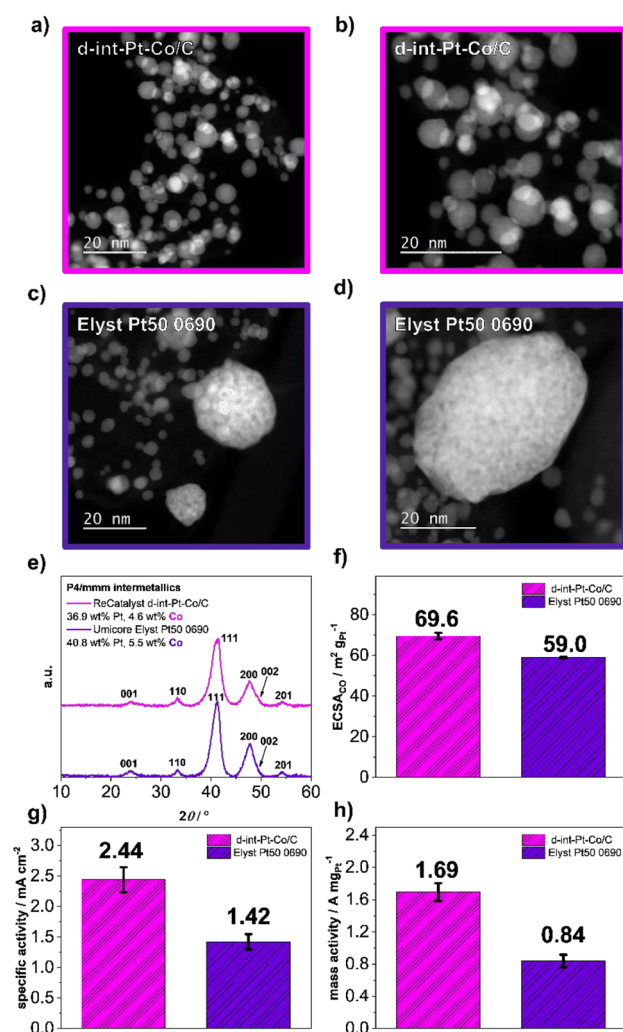 a)
d-int-Pt-Co/C
20 nm
b)
d-int-Pt-Co/C
20 nm
c)
Elyst Pt50 0690
20 nm
d)
Elyst Pt50 0690
20 nm
e)
P4/mmm intermetallics
ReCatalyst d-int-Pt-Co/C
36.9 wt% Pt, 4.6 wt% Co
Umicore Elyst Pt50 0690
40.8 wt% Pt, 5.5 wt% Co
111
001
110
200
002
201
111
001
110
200
002
201
a.u.
10 20 30 40 50 60
2θ / °
f)
d-int-Pt-Co/C
Elyst Pt50 0690
69.6
59.0
ECSA_CO / m² g_Pt⁻¹
80
60
40
20
0
g)
d-int-Pt-Co/C
Elyst Pt50 0690
2.44
1.42
specific activity / mA cm⁻²
3.0
2.5
2.0
1.5
1.0
0.5
0.0
h)
d-int-Pt-Co/C
Elyst Pt50 0690
1.69
0.84
mass activity / A mg_Pt⁻¹
2.4
2.0
1.6
1.2
0.8
0.4
0.0